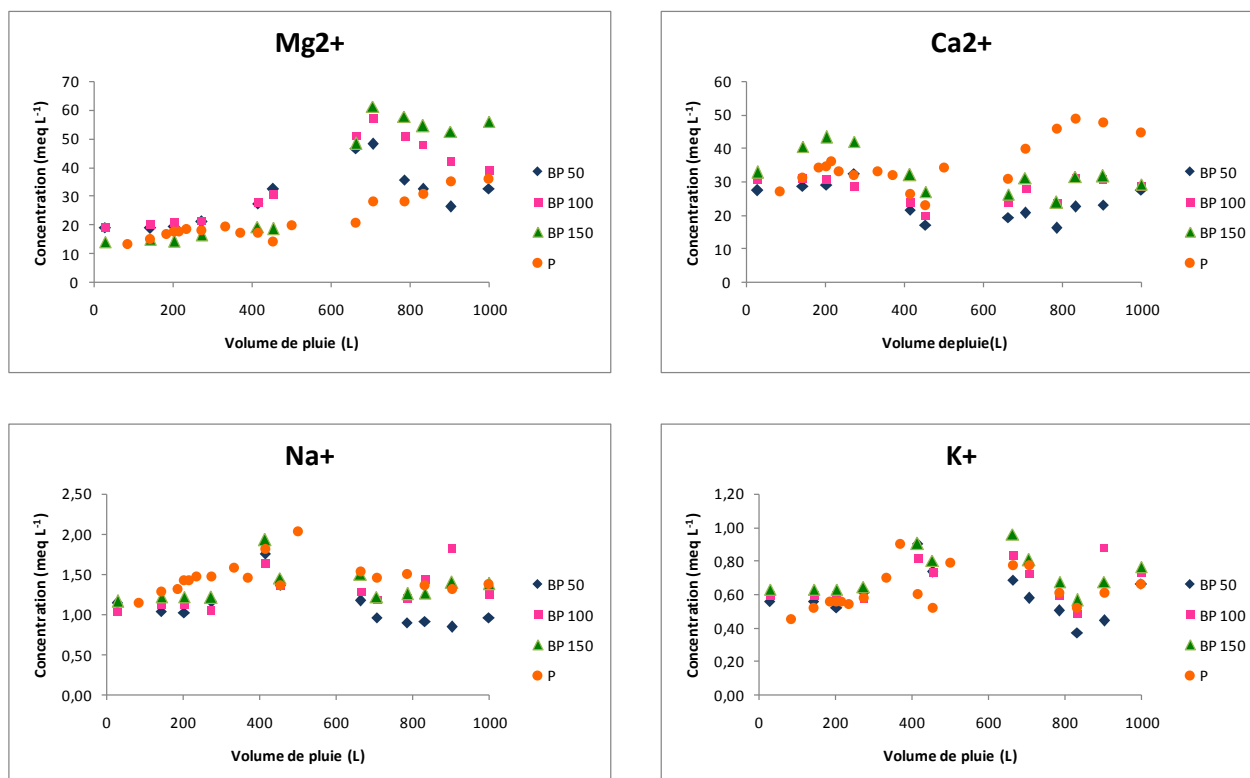 Mg2+
Concentration (meq L-1)
70
60
50
40
30
20
10
0
0 200 400 600 800 1000
Volume de pluie (L)
BP 50
BP 100
BP 150
P
Ca2+
Concentration (meq L-1)
60
50
40
30
20
10
0
0 200 400 600 800 1000
Volume depluie(L)
BP 50
BP 100
BP 150
P
Na+
Concentration (meq L-1)
2,50
2,00
1,50
1,00
0,50
0,00
0 200 400 600 800 1000
Volume de pluie (L)
BP 50
BP 100
BP 150
P
K+
Concentration (meq L-1)
1,20
1,00
0,80
0,60
0,40
0,20
0,00
0 200 400 600 800 1000
Volume de pluie (L)
BP 50
BP 100
BP 150
P